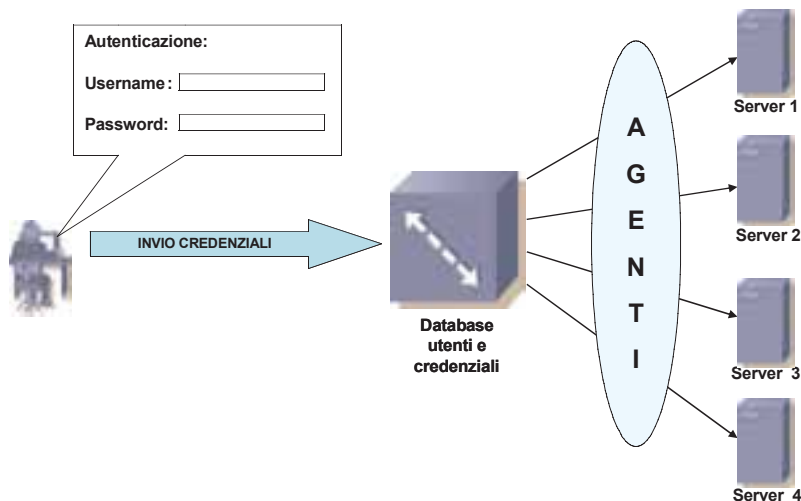 Autenticazione:
Username:
Password:
INVIO CREDENZIALI
Database
utenti e
credenziali
A
G
E
N
T
I
Server 1
Server 2
Server 3
Server 4